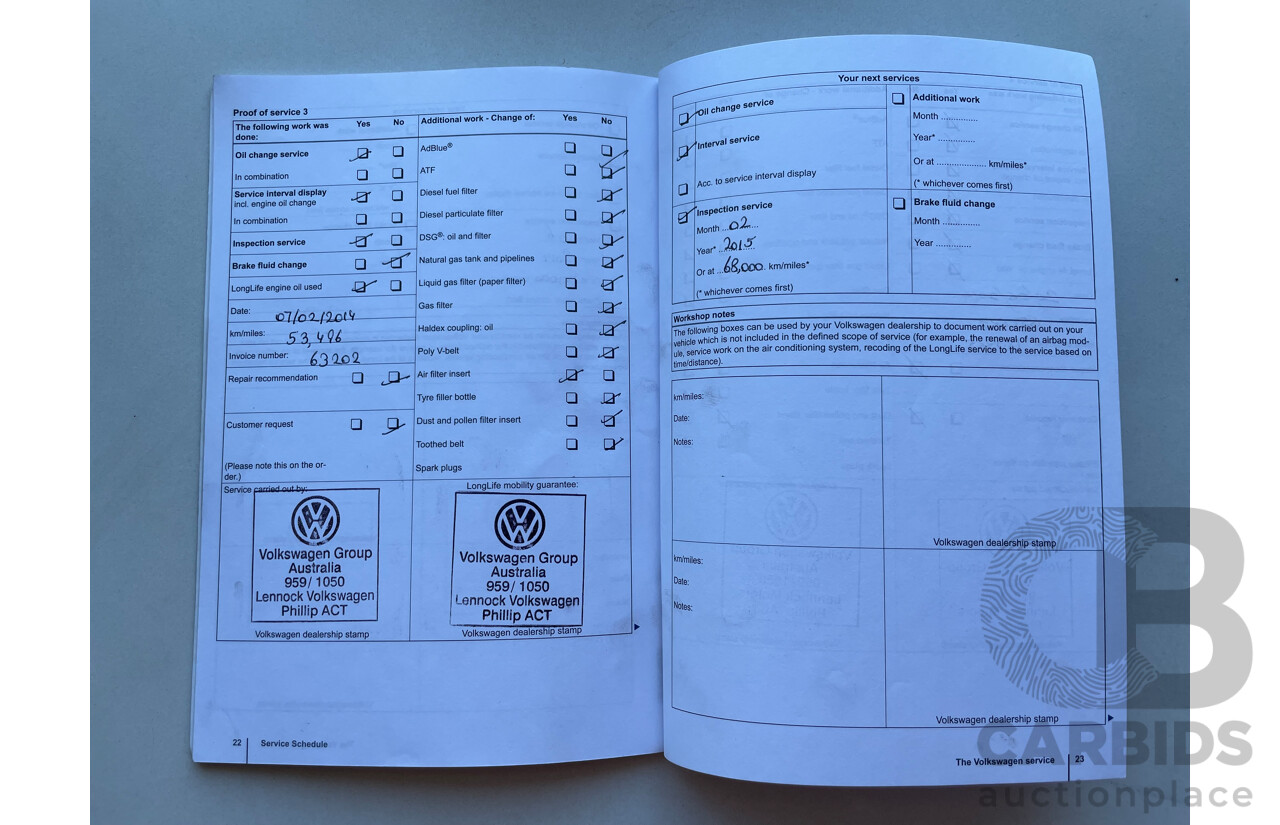 Proof of service 3
The following work was done: Yes No
Oil change service
In combination
Service interval display
incl. engine oil change
In combination
Inspection service
Brake fluid change
LongLife engine oil used
Date: 07/02/2014
km/miles: 53,496
Invoice number: 63202
Repair recommendation
Customer request
(Please note this on the or-
der.)
Additional work - Change of: Yes No
AdBlue®
ATF
Diesel fuel filter
Diesel particulate filter
DSG®: oil and filter
Natural gas tank and pipelines
Liquid gas filter (paper filter)
Gas filter
Haldex coupling: oil
Poly V-belt
Air filter insert
Tyre filler bottle
Dust and pollen filter insert
Toothed belt
Spark plugs
Service carried out by:
Volkswagen Group
Australia
959/ 1050
Lennock Volkswagen
Phillip ACT
Volkswagen dealership stamp
LongLife mobility guarantee:
Volkswagen Group
Australia
959/ 1050
Lennock Volkswagen
Phillip ACT
Volkswagen dealership stamp
22 Service Schedule
Your next services
Oil change service
Interval service
Acc. to service interval display
Inspection service
Month ...02...
Year* ..2015
Or at ...68,000. km/miles*
(* whichever comes first)
Additional work
Month ..............
Year* ..............
Or at ..................... km/miles*
(* whichever comes first)
Brake fluid change
Month ..............
Year .............
Workshop notes
The following boxes can be used by your Volkswagen dealership to document work carried out on your
vehicle which is not included in the defined scope of service (for example, the renewal of an airbag mod-
ule, service work on the air conditioning system, recoding of the LongLife service to the service based on
time/distance).
km/miles:
Date:
Notes:
Volkswagen dealership stamp
km/miles:
Date:
Notes:
Volkswagen dealership stamp
The Volkswagen service 23
CB
CARBIDS
auctionplace